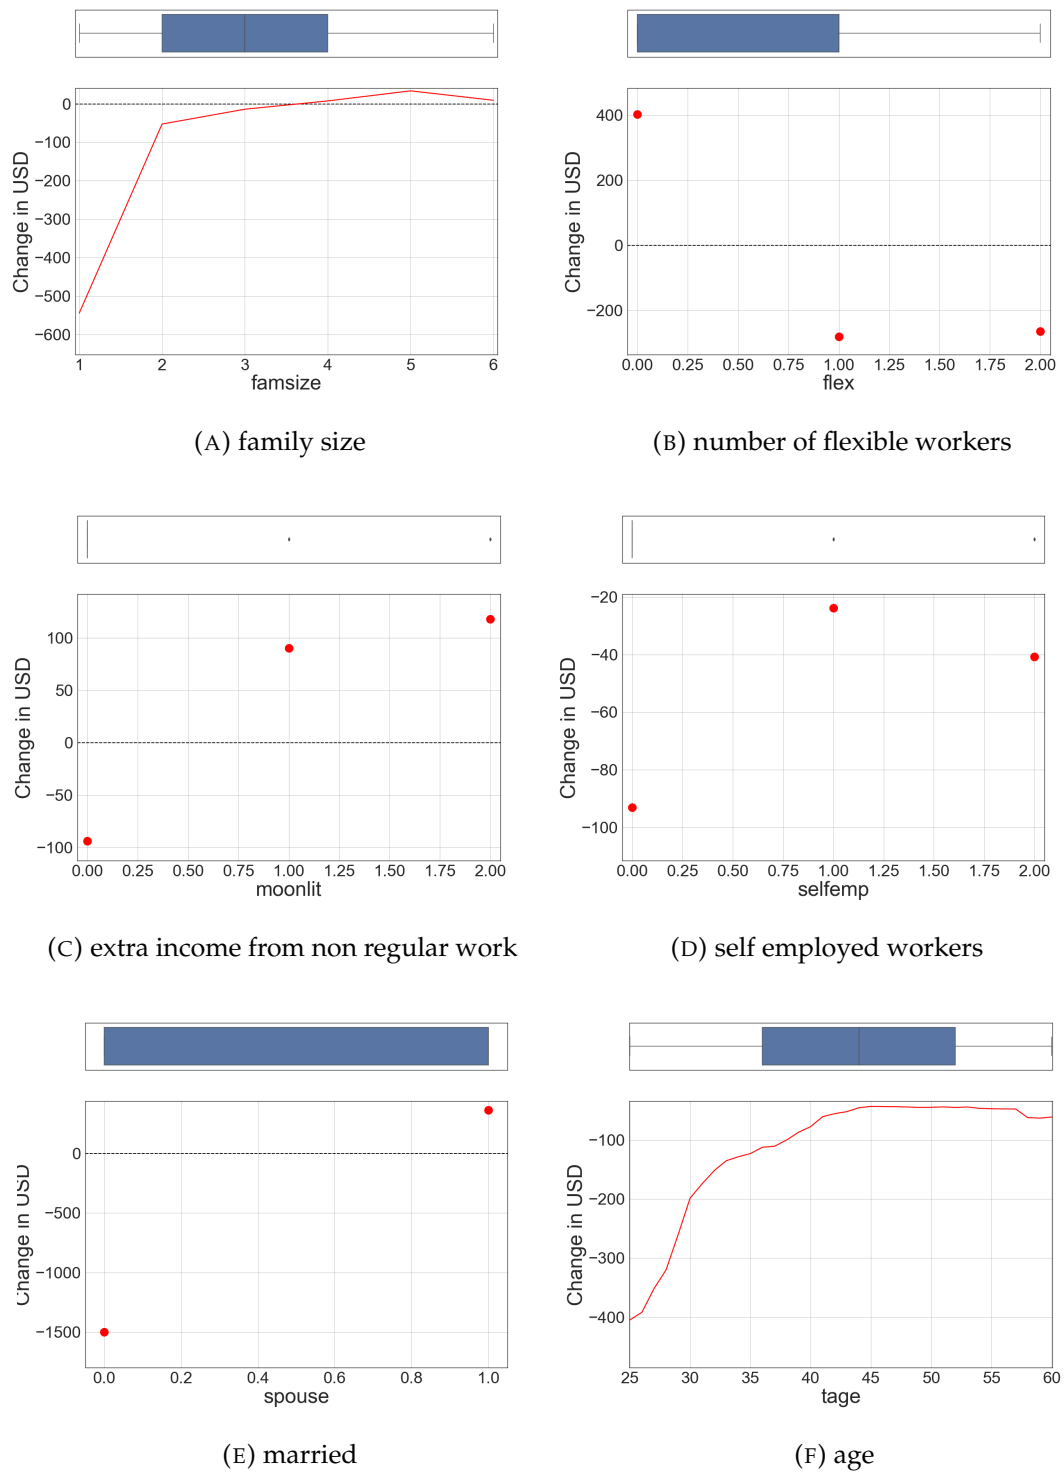 0
−100
−200
−300
−400
−500
−600
Change in USD
1 2 3 4 5 6
famsize
(A) family size
400
200
0
−200
Change in USD
0.00 0.25 0.50 0.75 1.00 1.25 1.50 1.75 2.00
flex
(B) number of flexible workers
100
50
0
−50
−100
Change in USD
0.00 0.25 0.50 0.75 1.00 1.25 1.50 1.75 2.00
moonlit
(C) extra income from non regular work
−20
−40
−60
−80
−100
Change in USD
0.00 0.25 0.50 0.75 1.00 1.25 1.50 1.75 2.00
selfemp
(D) self employed workers
0
−500
−1000
−1500
Change in USD
0.0 0.2 0.4 0.6 0.8 1.0
spouse
(E) married
−100
−200
−300
−400
Change in USD
25 30 35 40 45 50 55 60
tage
(F) age